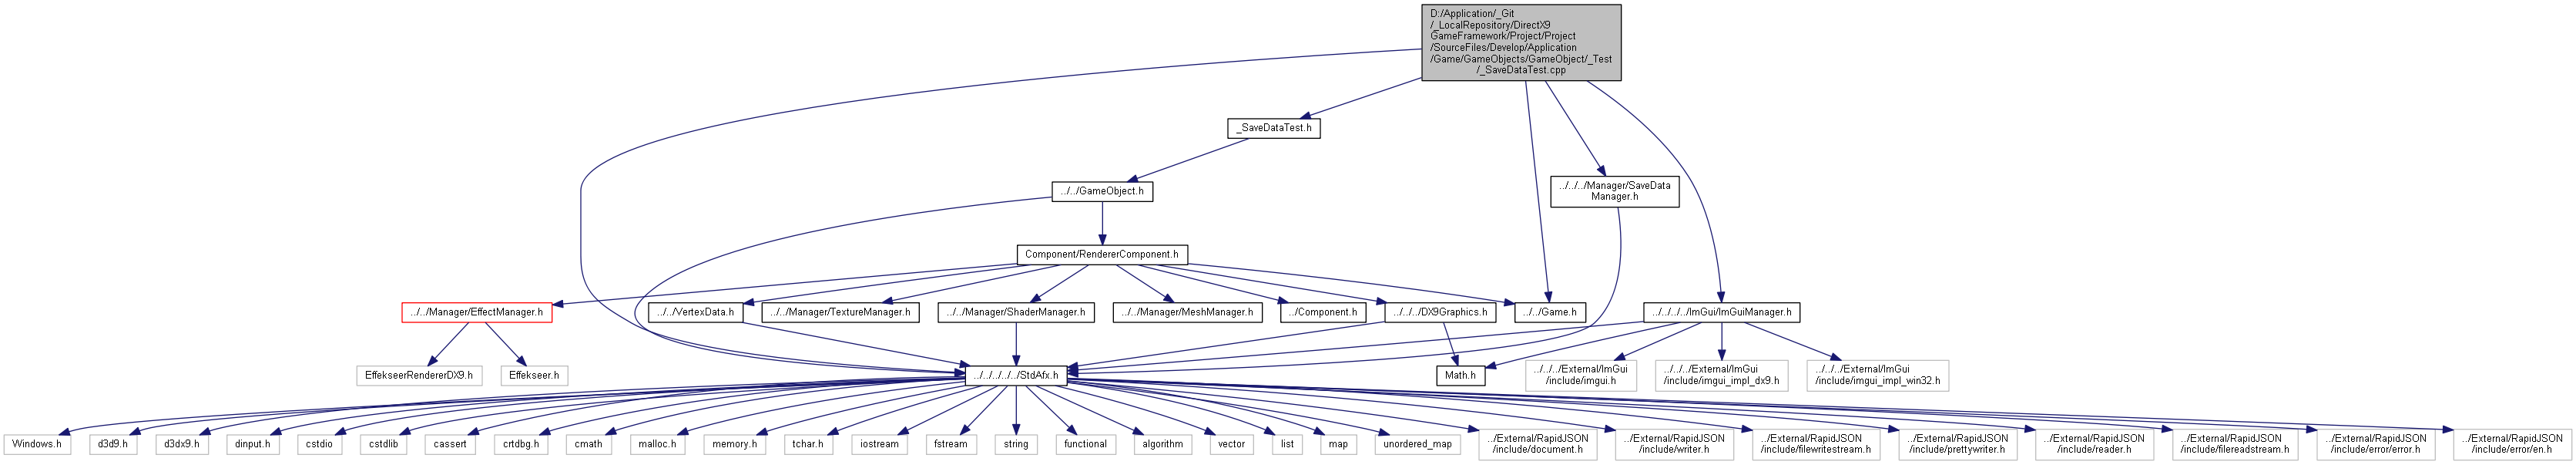 D:/Application/_Git
/_LocalRepository/DirectX9
GameFramework/Project/Project
/SourceFiles/Develop/Application
/Game/GameObjects/GameObject/_Test
/_SaveDataTest.cpp
_SaveDataTest.h
../../GameObject.h
../../../Manager/SaveData
Manager.h
Component/RendererComponent.h
../../Manager/EffectManager.h
../../VertexData.h
../../Manager/TextureManager.h
../../Manager/ShaderManager.h
../../Manager/MeshManager.h
../Component.h
../../../DX9Graphics.h
../../Game.h
../../../../../ImGui/ImGuiManager.h
EffekseerRendererDX9.h
Effekseer.h
../../../../../StdAfx.h
Math.h
../../../External/ImGui
/include/imgui.h
../../../External/ImGui
/include/imgui_impl_dx9.h
../../../External/ImGui
/include/imgui_impl_win32.h
Windows.h
d3d9.h
d3dx9.h
dinput.h
cstdio
cstdlib
cassert
crtdbg.h
cmath
malloc.h
memory.h
tchar.h
iostream
fstream
string
functional
algorithm
vector
list
map
unordered_map
../External/RapidJSON
/include/document.h
../External/RapidJSON
/include/writer.h
../External/RapidJSON
/include/filewritestream.h
../External/RapidJSON
/include/prettywriter.h
../External/RapidJSON
/include/reader.h
../External/RapidJSON
/include/filereadstream.h
../External/RapidJSON
/include/error/error.h
../External/RapidJSON
/include/error/en.h